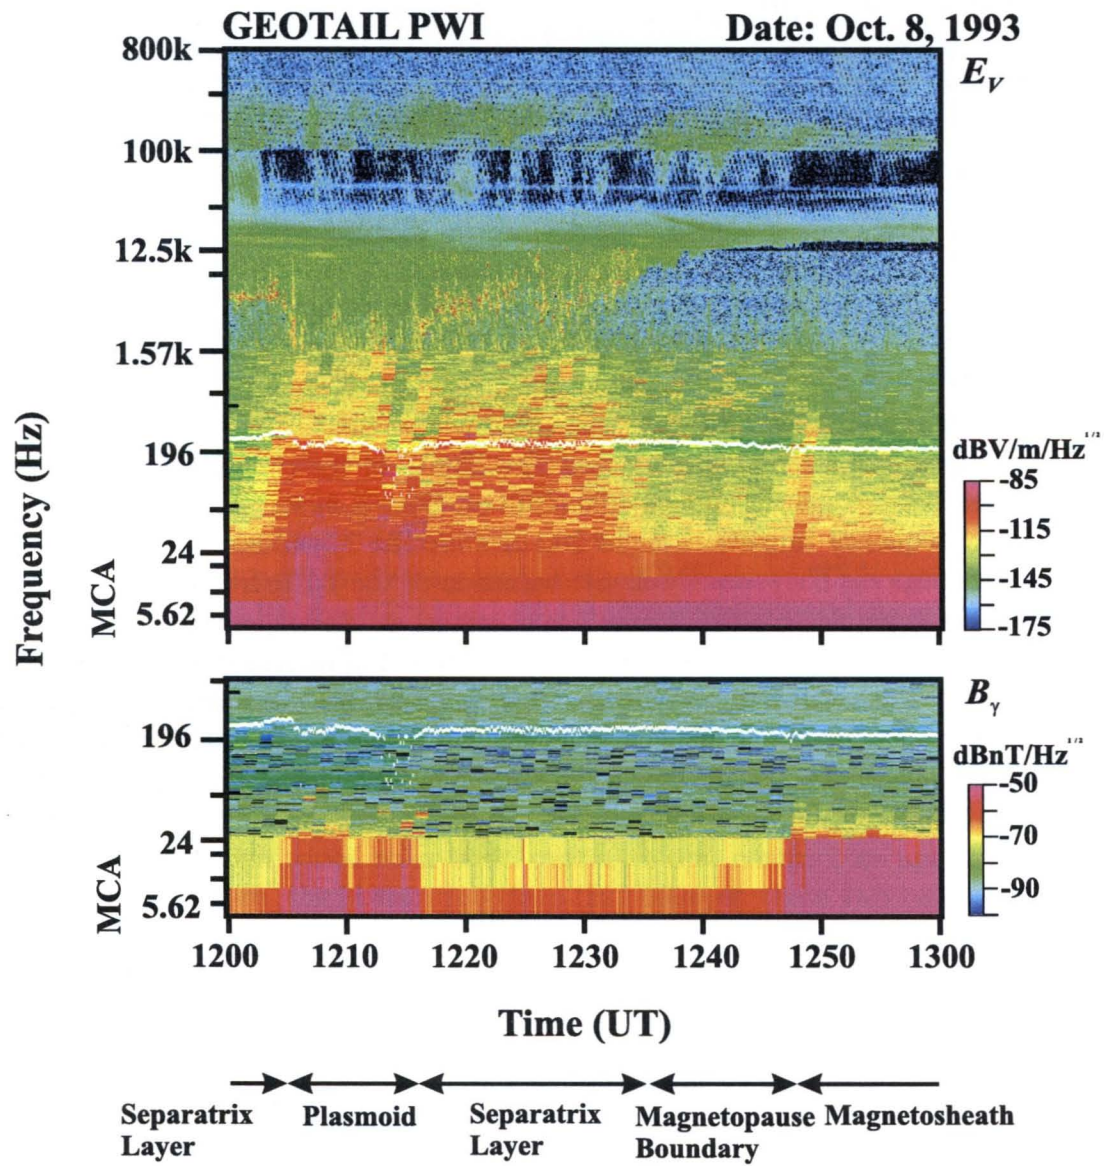 GEOTAIL PWI Date: Oct. 8, 1993
800k
100k
12.5k
1.57k
196
24
5.62
Frequency (Hz)
MCA
E_V
dBV/m/Hz^1/2
-85
-115
-145
-175
196
24
5.62
MCA
B_γ
dBnT/Hz^1/2
-50
-70
-90
1200 1210 1220 1230 1240 1250 1300
Time (UT)
Separatrix Layer
Plasmoid
Separatrix Layer
Magnetopause Boundary
Magnetosheath